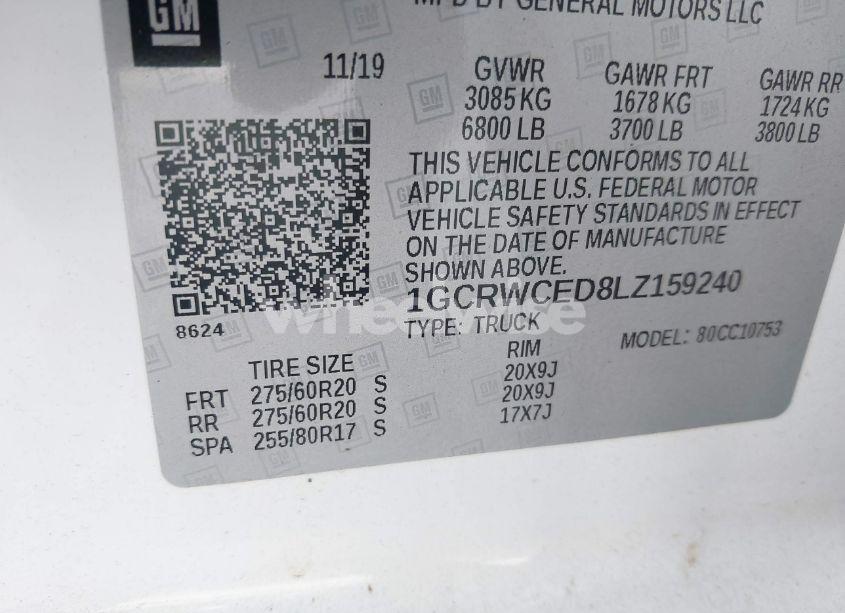 GM
MFD BY GENERAL MOTORS LLC
11/19
GVWR GAWR FRT GAWR RR
3085 KG 1678 KG 1724 KG
6800 LB 3700 LB 3800 LB
THIS VEHICLE CONFORMS TO ALL
APPLICABLE U.S. FEDERAL MOTOR
VEHICLE SAFETY STANDARDS IN EFFECT
ON THE DATE OF MANUFACTURE
SHOWN ABOVE.
1GCRWCED8LZ159240
8624
TYPE: TRUCK
MODEL: 80CC10753
TIRE SIZE RIM
FRT 275/60R20 S 20X9J
RR 275/60R20 S 20X9J
SPA 255/80R17 S 17X7J